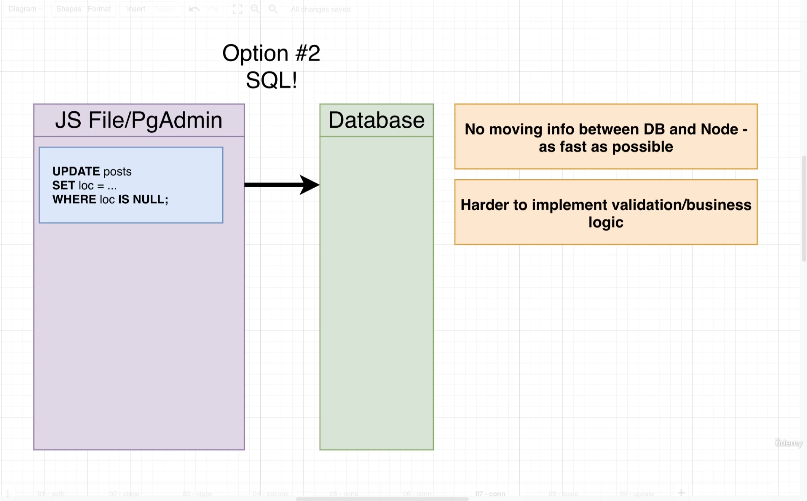 Diagram Shapes Format Insert
All changes saved
Option #2
SQL!
JS File/PgAdmin
Database
UPDATE posts
SET loc = ...
WHERE loc IS NULL;
No moving info between DB and Node -
as fast as possible
Harder to implement validation/business
logic
ûdemy